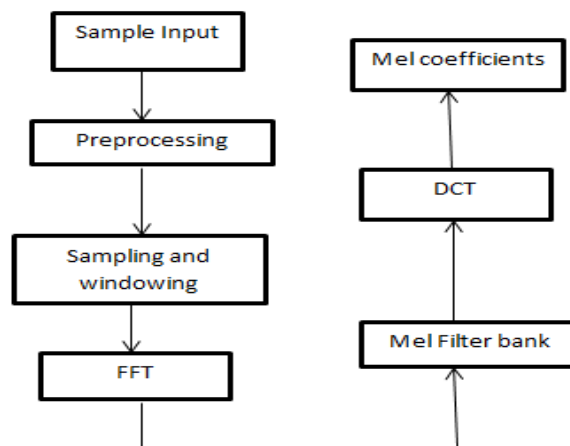 Sample Input
Preprocessing
Sampling and
windowing
FFT
Mel coefficients
DCT
Mel Filter bank